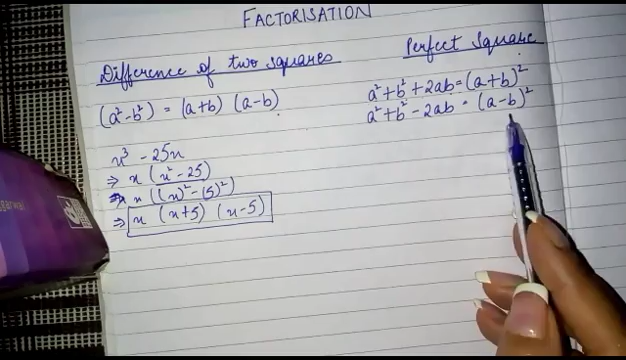 FACTORISATION
Difference of two squares
(a²-b²) = (a+b) (a-b)
x³ - 25x
⇒ x (x²-25)
⇒ x ((x)²-(5)²)
⇒ x (x+5) (x-5)
Perfect Square
a²+b²+2ab=(a+b)²
a²+b²-2ab = (a-b)²